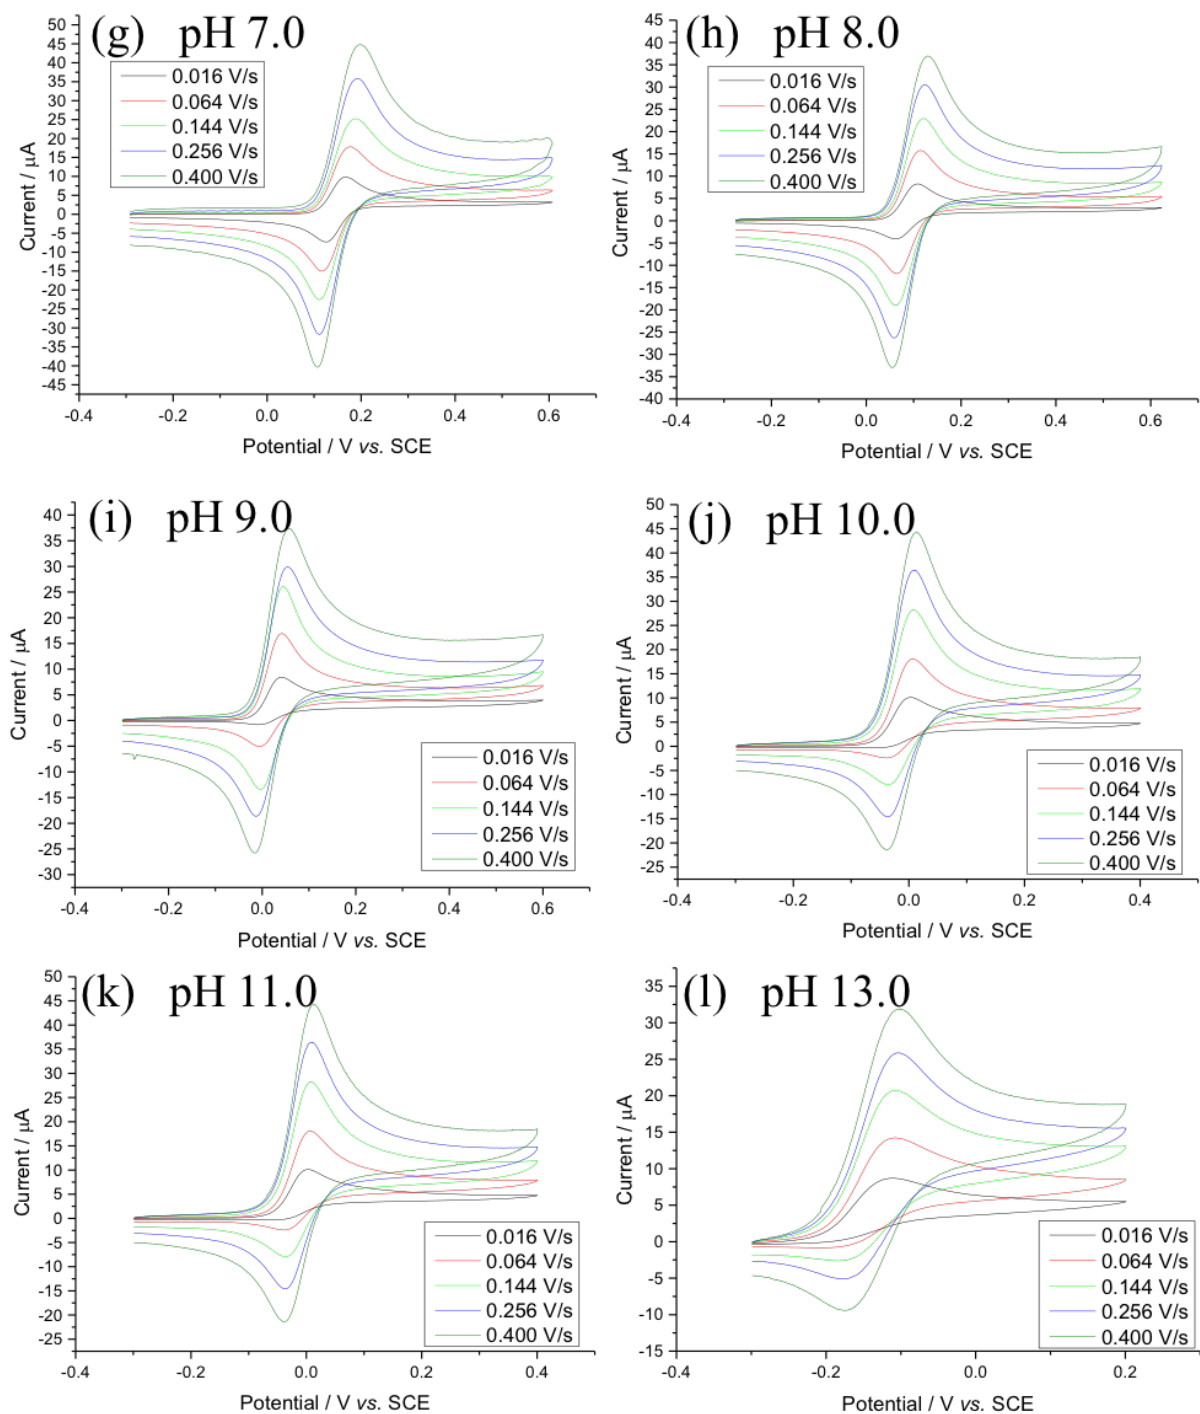 (g) pH 7.0
50
45
40
35
30
25
20
15
10
5
0
-5
-10
-15
-20
-25
-30
-35
-40
-45
Current / μA
0.016 V/s
0.064 V/s
0.144 V/s
0.256 V/s
0.400 V/s
-0.4 -0.2 0.0 0.2 0.4 0.6
Potential / V vs. SCE
(h) pH 8.0
45
40
35
30
25
20
15
10
5
0
-5
-10
-15
-20
-25
-30
-35
-40
Current / μA
0.016 V/s
0.064 V/s
0.144 V/s
0.256 V/s
0.400 V/s
-0.4 -0.2 0.0 0.2 0.4 0.6
Potential / V vs. SCE
(i) pH 9.0
40
35
30
25
20
15
10
5
0
-5
-10
-15
-20
-25
-30
Current / μA
0.016 V/s
0.064 V/s
0.144 V/s
0.256 V/s
0.400 V/s
-0.4 -0.2 0.0 0.2 0.4 0.6
Potential / V vs. SCE
(j) pH 10.0
50
45
40
35
30
25
20
15
10
5
0
-5
-10
-15
-20
-25
Current / μA
0.016 V/s
0.064 V/s
0.144 V/s
0.256 V/s
0.400 V/s
-0.4 -0.2 0.0 0.2 0.4
Potential / V vs. SCE
(k) pH 11.0
50
45
40
35
30
25
20
15
10
5
0
-5
-10
-15
-20
-25
Current / μA
0.016 V/s
0.064 V/s
0.144 V/s
0.256 V/s
0.400 V/s
-0.4 -0.2 0.0 0.2 0.4
Potential / V vs. SCE
(l) pH 13.0
35
30
25
20
15
10
5
0
-5
-10
-15
Current / μA
0.016 V/s
0.064 V/s
0.144 V/s
0.256 V/s
0.400 V/s
-0.4 -0.2 0.0 0.2
Potential / V vs. SCE